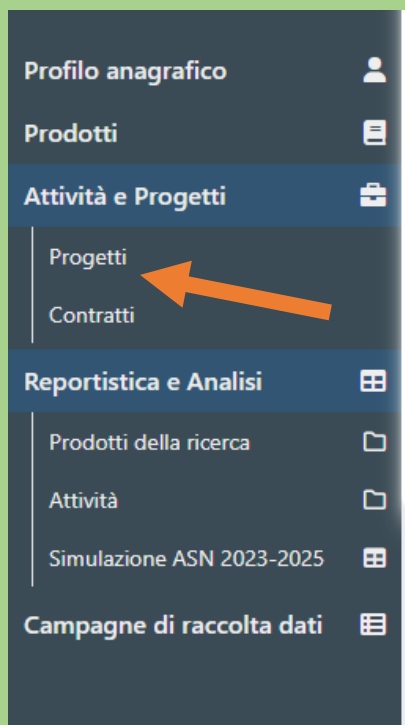 Profilo anagrafico
Prodotti
Attività e Progetti
Progetti
Contratti
Reportistica e Analisi
Prodotti della ricerca
Attività
Simulazione ASN 2023-2025
Campagne di raccolta dati